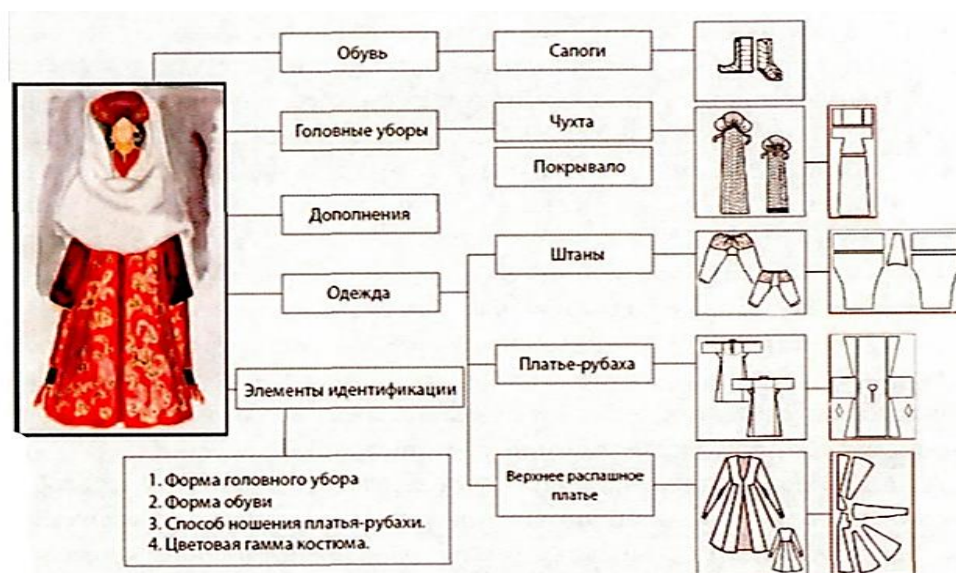 Обувь
Сапоги
Головные уборы
Чухта
Покрывало
Дополнения
Одежда
Штаны
Платье-рубаха
Элементы идентификации
1. Форма головного убора
2. Форма обуви
3. Способ ношения платья-рубахи.
4. Цветовая гамма костюма.
Верхнее распашное
платье